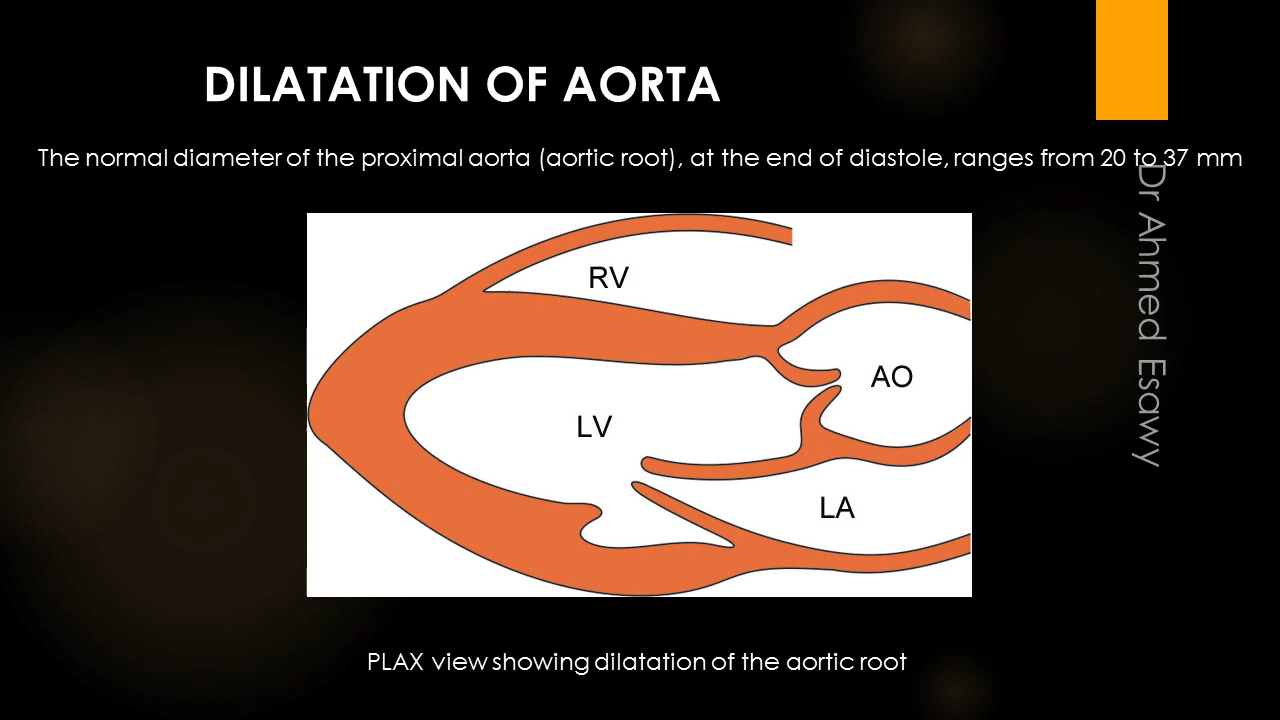 DILATATION OF AORTA
The normal diameter of the proximal aorta (aortic root), at the end of diastole, ranges from 20 to 37 mm
Dr Ahmed Esawy
RV
AO
LV
LA
PLAX view showing dilatation of the aortic root